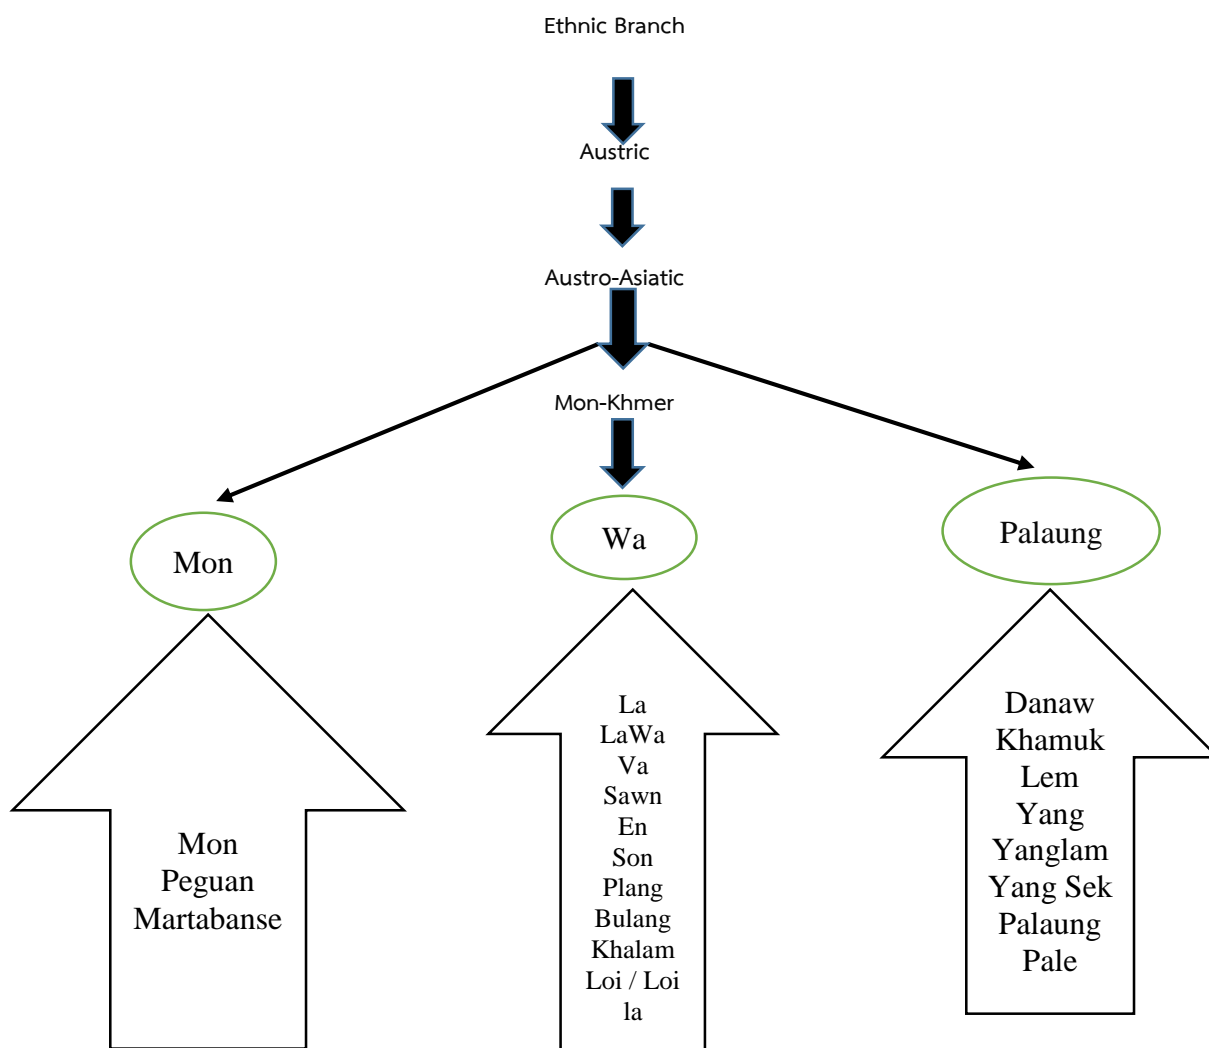 Ethnic Branch
Austric
Austro-Asiatic
Mon-Khmer
Mon
Wa
Palaung
Mon
Peguan
Martabanse
La
LaWa
Va
Sawn
En
Son
Plang
Bulang
Khalam
Loi / Loi
la
Danaw
Khamuk
Lem
Yang
Yanglam
Yang Sek
Palaung
Pale